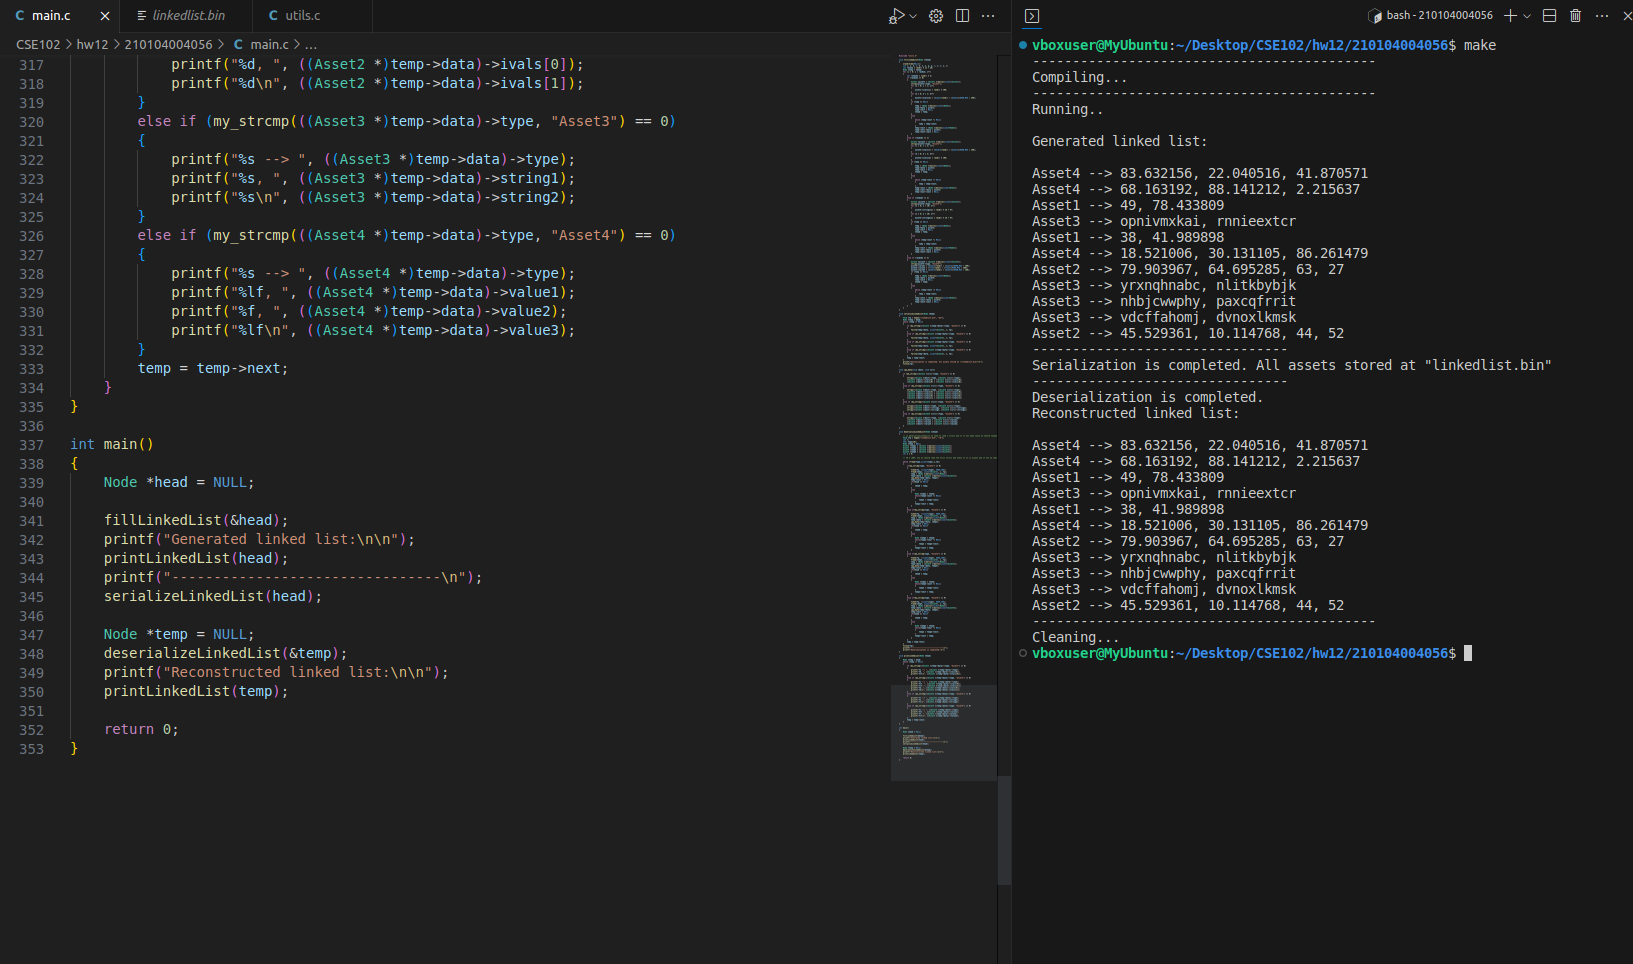 main.c
linkedlist.bin
utils.c
CSE102 > hw12 > 210104004056 > C main.c > ...
317 printf("%d, ", ((Asset2 *)temp->data)->ivals[0]);
318 printf("%d\n", ((Asset2 *)temp->data)->ivals[1]);
319 }
320 else if (my_strcmp(((Asset3 *)temp->data)->type, "Asset3") == 0)
321 {
322 printf("%s --> ", ((Asset3 *)temp->data)->type);
323 printf("%s, ", ((Asset3 *)temp->data)->string1);
324 printf("%s\n", ((Asset3 *)temp->data)->string2);
325 }
326 else if (my_strcmp(((Asset4 *)temp->data)->type, "Asset4") == 0)
327 {
328 printf("%s --> ", ((Asset4 *)temp->data)->type);
329 printf("%lf, ", ((Asset4 *)temp->data)->value1);
330 printf("%f, ", ((Asset4 *)temp->data)->value2);
331 printf("%lf\n", ((Asset4 *)temp->data)->value3);
332 }
333 temp = temp->next;
334 }
335 }
336
337 int main()
338 {
339 Node *head = NULL;
340
341 fillLinkedList(&head);
342 printf("Generated linked list:\n\n");
343 printLinkedList(head);
344 printf("--------------------------------\n");
345 serializeLinkedList(head);
346
347 Node *temp = NULL;
348 deserializeLinkedList(&temp);
349 printf("Reconstructed linked list:\n\n");
350 printLinkedList(temp);
351
352 return 0;
353 }
bash - 210104004056
vboxuser@MyUbuntu:~/Desktop/CSE102/hw12/210104004056$ make
-------------------------------------------
Compiling...
-------------------------------------------
Running..
Generated linked list:
Asset4 --> 83.632156, 22.040516, 41.870571
Asset4 --> 68.163192, 88.141212, 2.215637
Asset1 --> 49, 78.433809
Asset3 --> opnivmxkai, rnnieextcr
Asset1 --> 38, 41.989898
Asset4 --> 18.521006, 30.131105, 86.261479
Asset2 --> 79.903967, 64.695285, 63, 27
Asset3 --> yrxnqhnabc, nlitkbybjk
Asset3 --> nhbjcwwphy, paxcqfrrit
Asset3 --> vdcffahomj, dvnoxlkmsk
Asset2 --> 45.529361, 10.114768, 44, 52
--------------------------------
Serialization is completed. All assets stored at "linkedlist.bin"
--------------------------------
Deserialization is completed.
Reconstructed linked list:
Asset4 --> 83.632156, 22.040516, 41.870571
Asset4 --> 68.163192, 88.141212, 2.215637
Asset1 --> 49, 78.433809
Asset3 --> opnivmxkai, rnnieextcr
Asset1 --> 38, 41.989898
Asset4 --> 18.521006, 30.131105, 86.261479
Asset2 --> 79.903967, 64.695285, 63, 27
Asset3 --> yrxnqhnabc, nlitkbybjk
Asset3 --> nhbjcwwphy, paxcqfrrit
Asset3 --> vdcffahomj, dvnoxlkmsk
Asset2 --> 45.529361, 10.114768, 44, 52
-------------------------------------------
Cleaning...
vboxuser@MyUbuntu:~/Desktop/CSE102/hw12/210104004056$